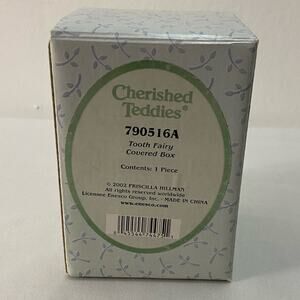 Cherished
Teddies®
790516A
Tooth Fairy
Covered Box
Contents: 1 Piece
© 2002 PRISCILLA HILLMAN
All rights reserved worldwide
Licensee Enesco Group, Inc. · MADE IN CHINA
www.enesco.com